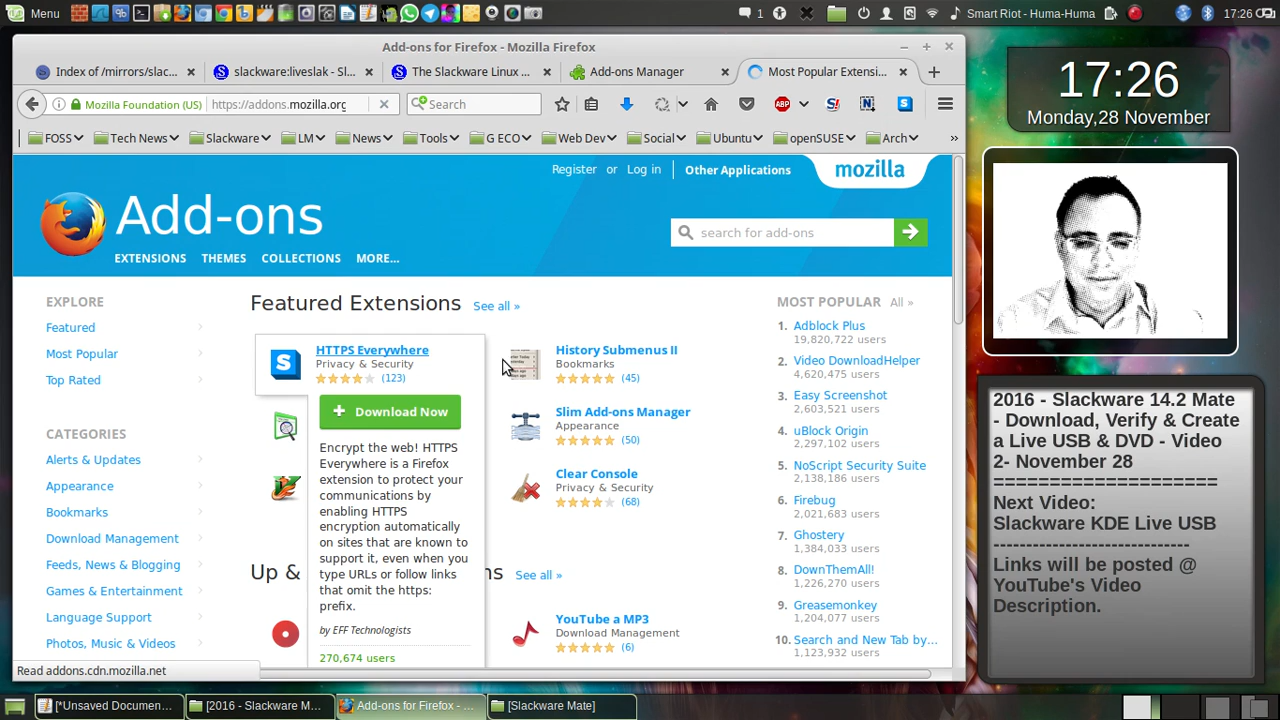 Menu
1
Smart Riot - Huma-Huma
17:26
Add-ons for Firefox - Mozilla Firefox
Index of /mirrors/slac...
slackware:liveslak - Sl...
The Slackware Linux ...
Add-ons Manager
Most Popular Extensi...
Mozilla Foundation (US)
https://addons.mozilla.org
Search
ABP
FOSS
Tech News
Slackware
LM
News
Tools
G ECO
Web Dev
Social
Ubuntu
openSUSE
Arch
»
Register or Log in
Other Applications
mozilla
Add-ons
search for add-ons
EXTENSIONS
THEMES
COLLECTIONS
MORE...
EXPLORE
Featured
Most Popular
Top Rated
CATEGORIES
Alerts & Updates
Appearance
Bookmarks
Download Management
Feeds, News & Blogging
Games & Entertainment
Language Support
Photos, Music & Videos
Featured Extensions
See all »
HTTPS Everywhere
Privacy & Security
(123)
+ Download Now
Encrypt the web! HTTPS
Everywhere is a Firefox
extension to protect your
communications by
enabling HTTPS
encryption automatically
on sites that are known to
support it, even when you
type URLs or follow links
that omit the https:
prefix.
by EFF Technologists
270,674 users
History Submenus II
Bookmarks
(45)
Slim Add-ons Manager
Appearance
(50)
Clear Console
Privacy & Security
(68)
Up &
ns
See all »
YouTube a MP3
Download Management
(6)
MOST POPULAR
All »
1. Adblock Plus
19,820,722 users
2. Video DownloadHelper
4,620,475 users
3. Easy Screenshot
2,603,521 users
4. uBlock Origin
2,297,102 users
5. NoScript Security Suite
2,138,186 users
6. Firebug
2,021,683 users
7. Ghostery
1,384,033 users
8. DownThemAll!
1,226,270 users
9. Greasemonkey
1,204,077 users
10. Search and New Tab by...
1,123,932 users
Read addons.cdn.mozilla.net
17:26
Monday,28 November
2016 - Slackware 14.2 Mate
- Download, Verify & Create
a Live USB & DVD - Video
2- November 28
====================
Next Video:
Slackware KDE Live USB
----------------------------
Links will be posted @
YouTube's Video
Description.
[*Unsaved Documen...
[2016 - Slackware M...
Add-ons for Firefox - ...
[Slackware Mate]